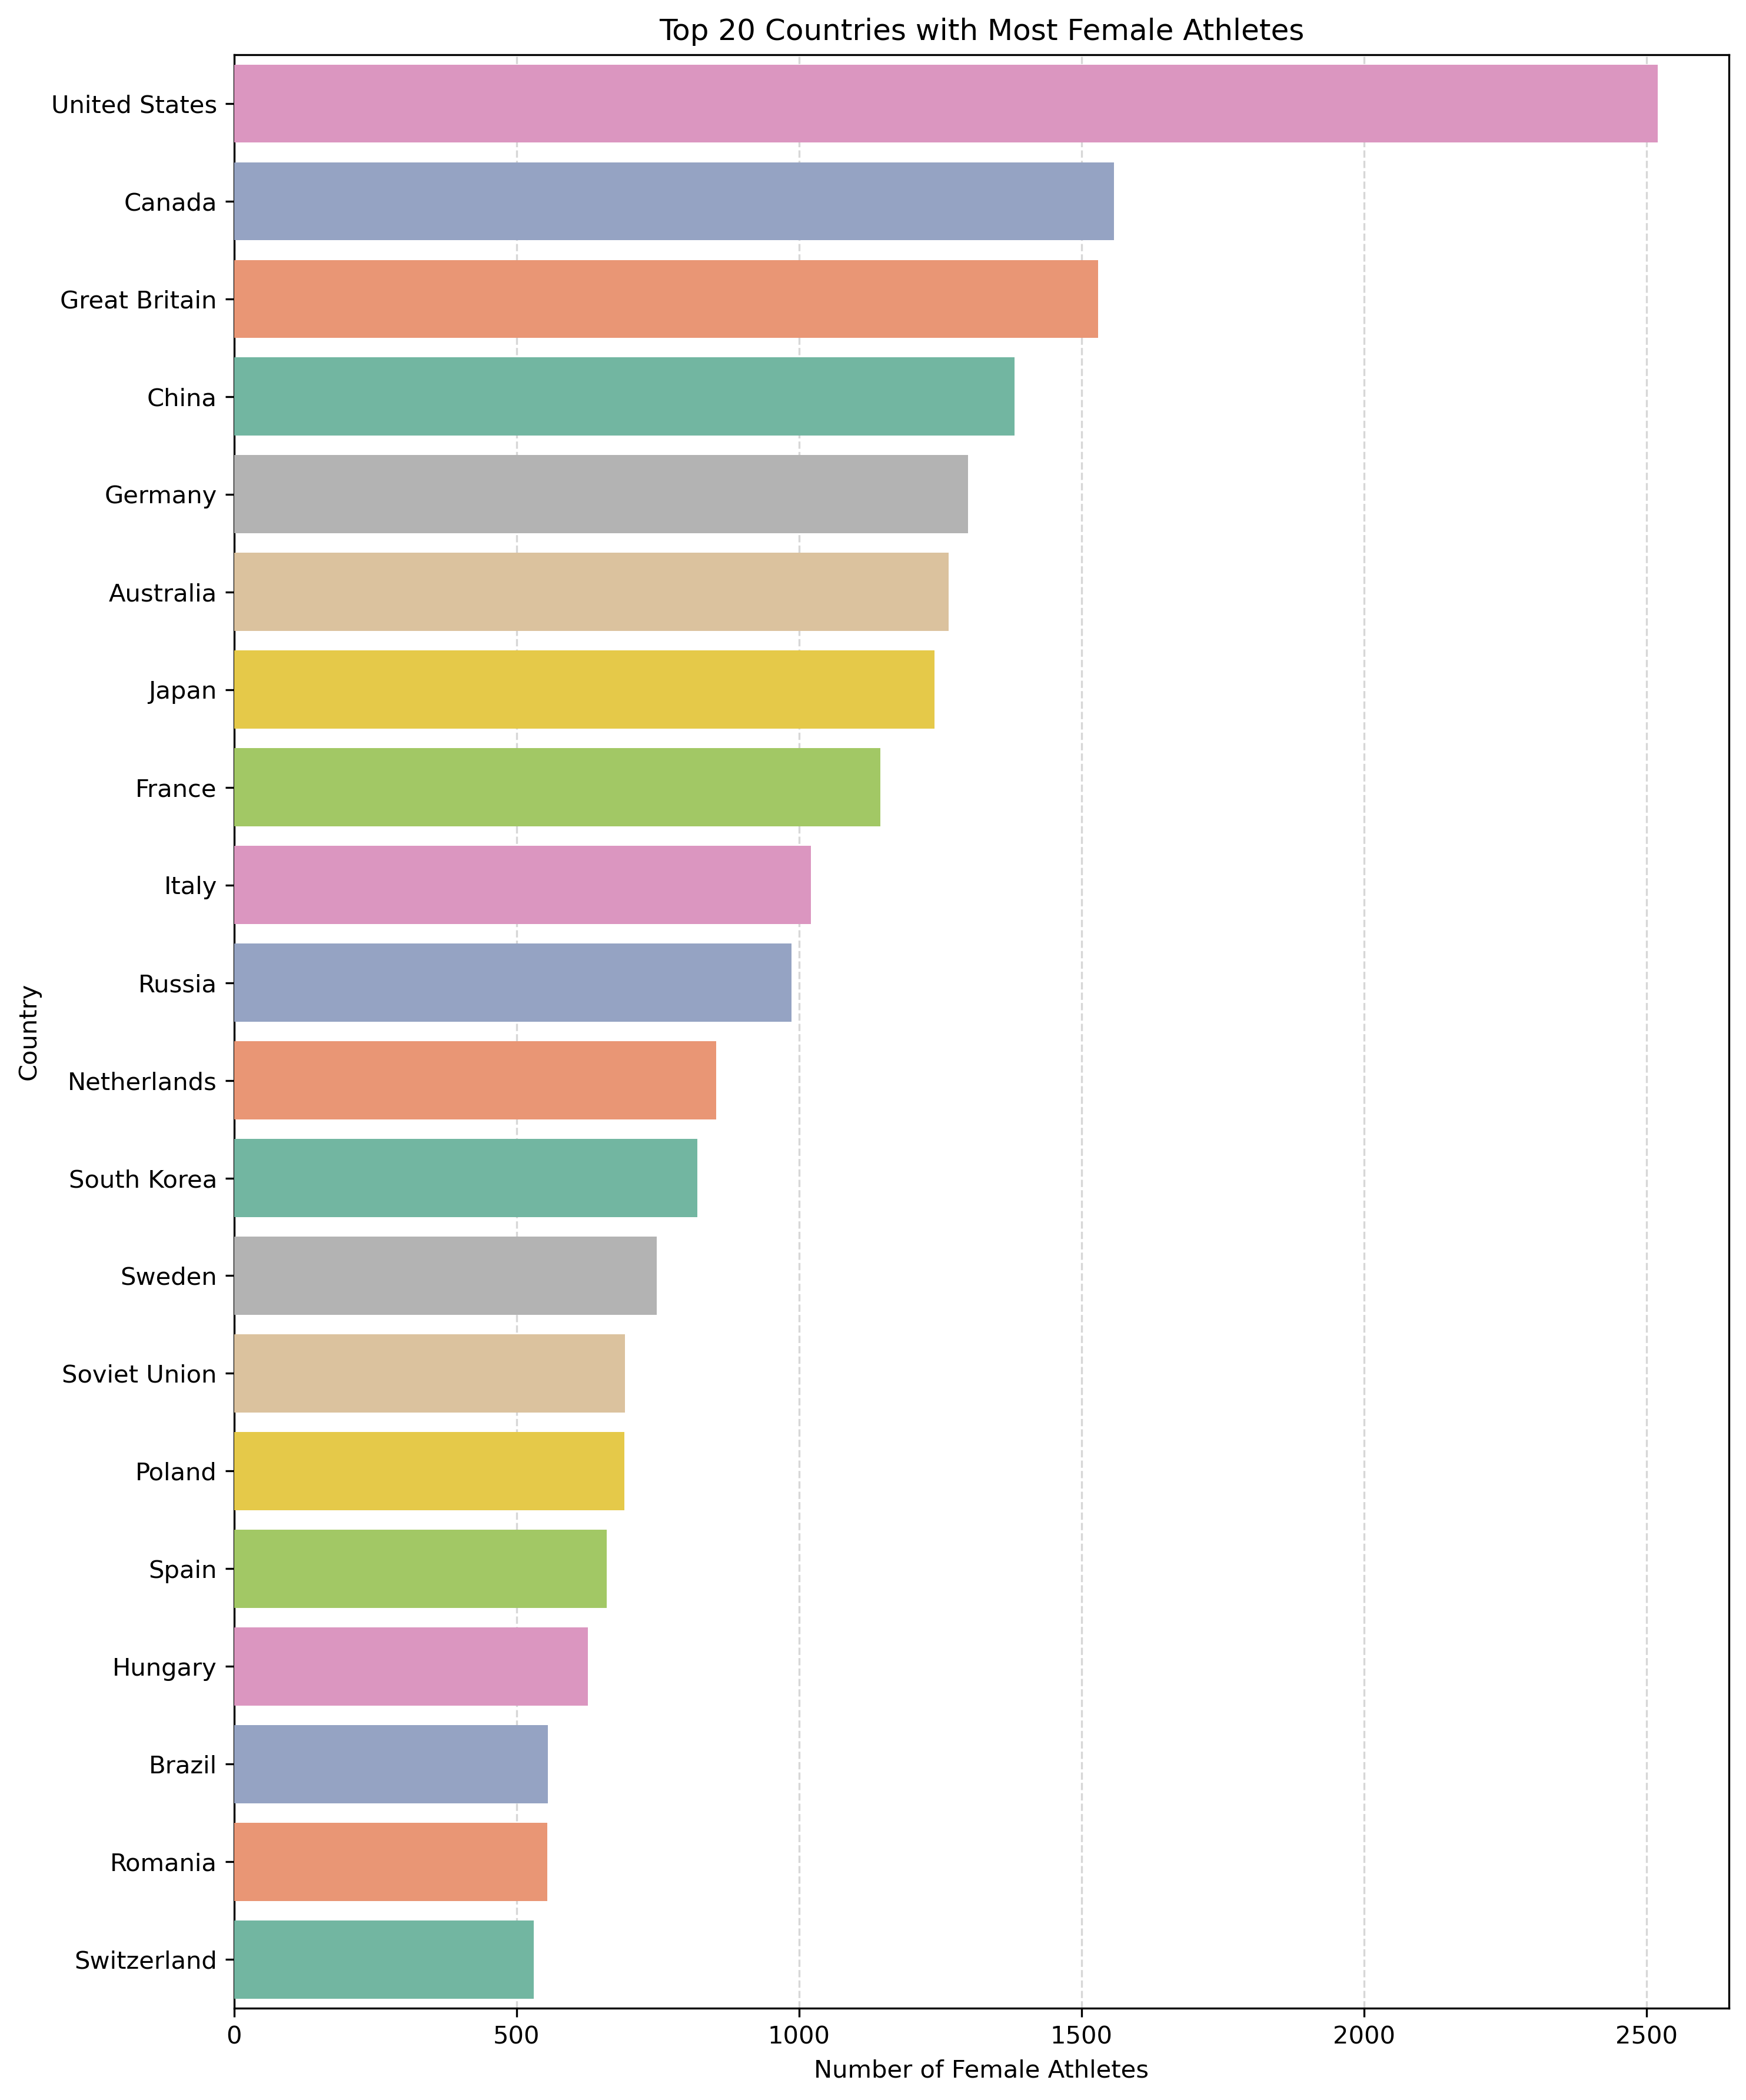 Top 20 Countries with Most Female Athletes
United States
Canada
Great Britain
China
Germany
Australia
Japan
France
Italy
Russia
Netherlands
South Korea
Sweden
Soviet Union
Poland
Spain
Hungary
Brazil
Romania
Switzerland
Country
0 500 1000 1500 2000 2500
Number of Female Athletes